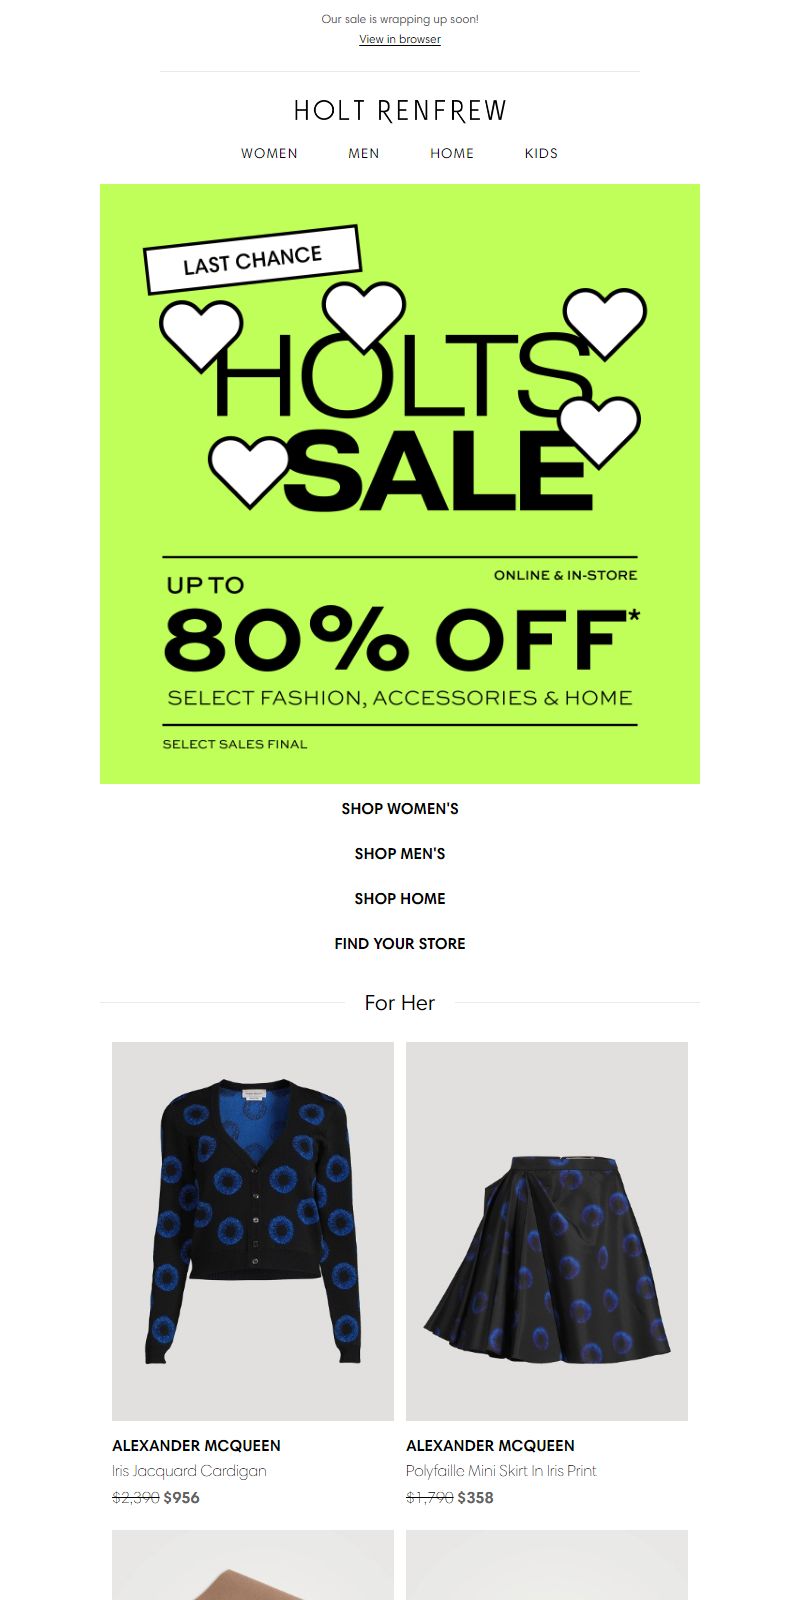 Our sale is wrapping up soon!
View in browser
HOLT RENFREW
WOMEN MEN HOME KIDS
LAST CHANCE
HOLTS
SALE
UP TO
ONLINE & IN-STORE
80% OFF*
SELECT FASHION, ACCESSORIES & HOME
SELECT SALES FINAL
SHOP WOMEN'S
SHOP MEN'S
SHOP HOME
FIND YOUR STORE
For Her
ALEXANDER MCQUEEN
Iris Jacquard Cardigan
$2,390 $956
ALEXANDER MCQUEEN
Polyfaille Mini Skirt In Iris Print
$1,790 $358